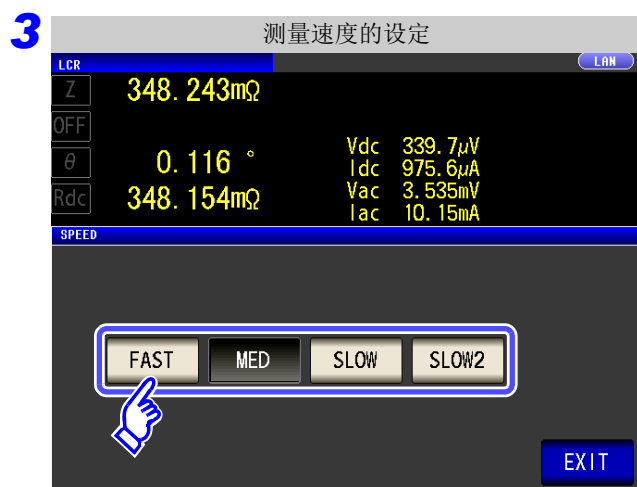 3
测量速度的设定
LCR
LAN
Z 348.243mΩ
OFF
Vdc 339.7μV
θ 0.116 °
Idc 975.6μA
Vac 3.535mV
Rdc 348.154mΩ
Iac 10.15mA
SPEED
FAST MED SLOW SLOW2
EXIT